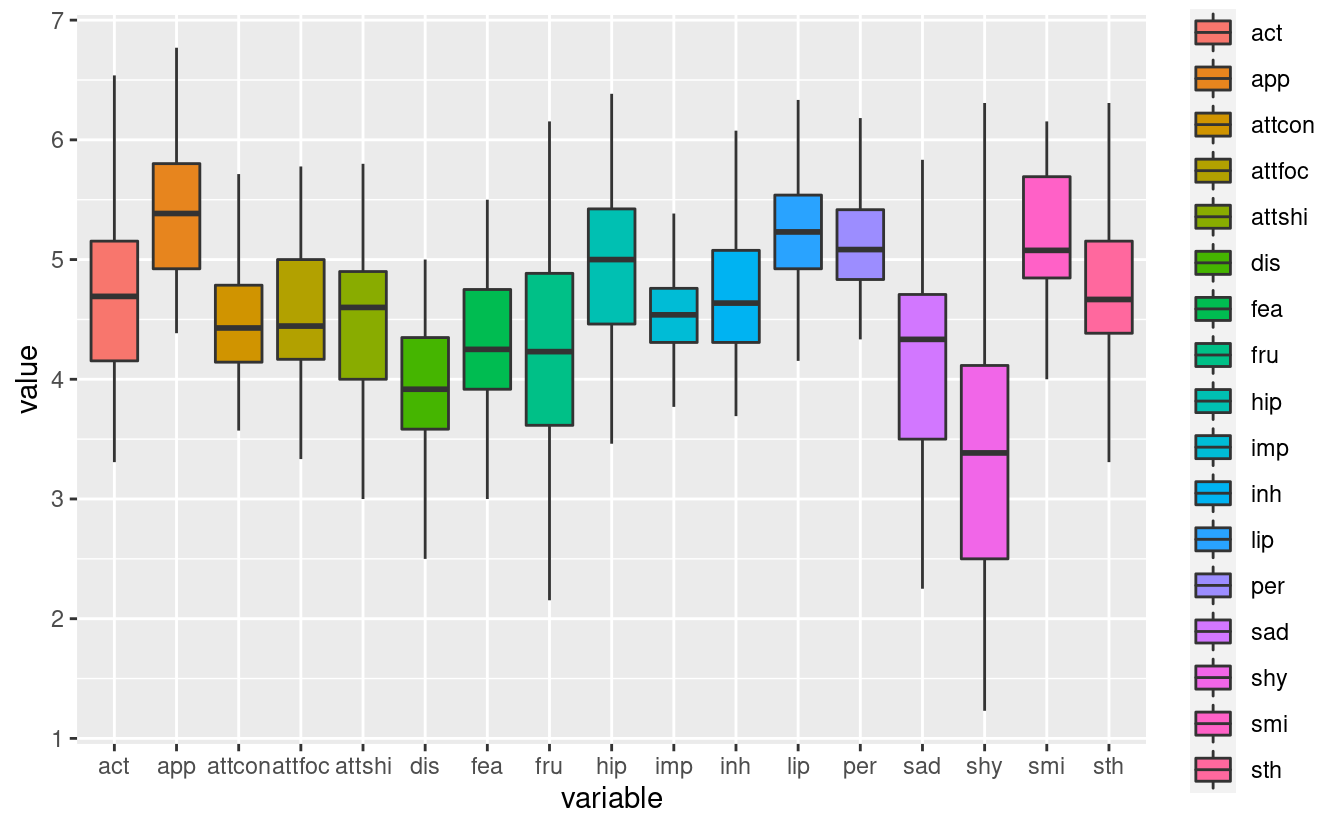 7
6
5
4
3
2
1
value
act app attcon attfoc attshi dis fea fru hip imp inh lip per sad shy smi sth
variable
act
app
attcon
attfoc
attshi
dis
fea
fru
hip
imp
inh
lip
per
sad
shy
smi
sth